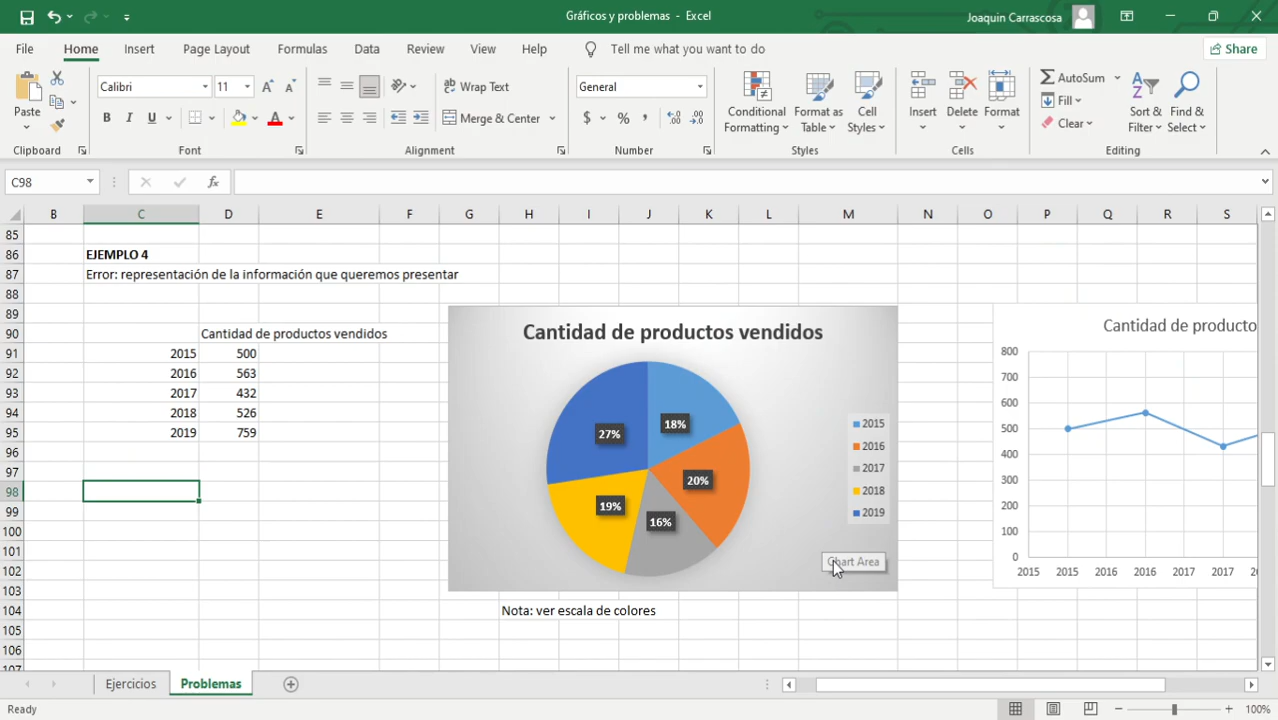 Gráficos y problemas - Excel
Joaquin Carrascosa
File Home Insert Page Layout Formulas Data Review View Help Tell me what you want to do Share
Paste
Calibri 11
Wrap Text
General
Conditional Formatting
Format as Table
Cell Styles
Insert
Delete
Format
AutoSum
Fill
Clear
Sort & Filter
Find & Select
B I U
Merge & Center
$ % ,
Clipboard Font Alignment Number Styles Cells Editing
C98
fx
B C D E F G H I J K L M N O P Q R S
85
86 EJEMPLO 4
87 Error: representación de la información que queremos presentar
88
89
90 Cantidad de productos vendidos
91 2015 500
92 2016 563
93 2017 432
94 2018 526
95 2019 759
96
97
98
99
100
101
102
103
104 Nota: ver escala de colores
105
106
107
Cantidad de productos vendidos
18%
20%
16%
19%
27%
2015
2016
2017
2018
2019
Chart Area
Cantidad de producto
800
700
600
500
400
300
200
100
0
2015 2015 2016 2016 2017 2017
Ejercicios Problemas
Ready
100%